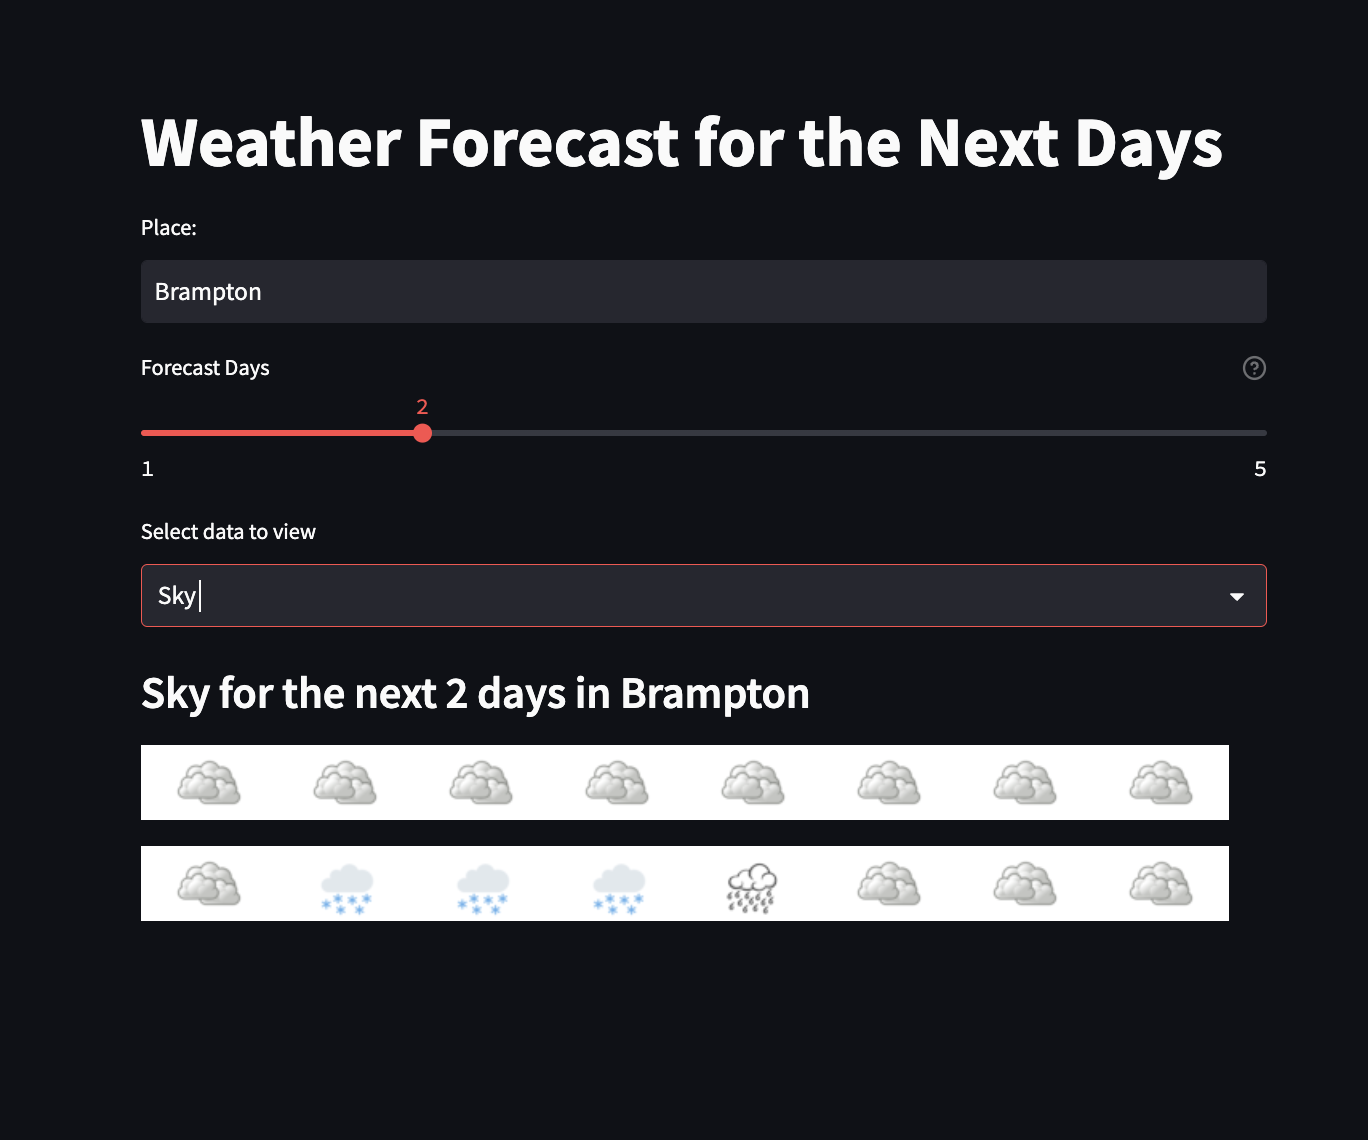 Weather Forecast for the Next Days
Place:
Brampton
Forecast Days
2
1
5
Select data to view
Sky
Sky for the next 2 days in Brampton